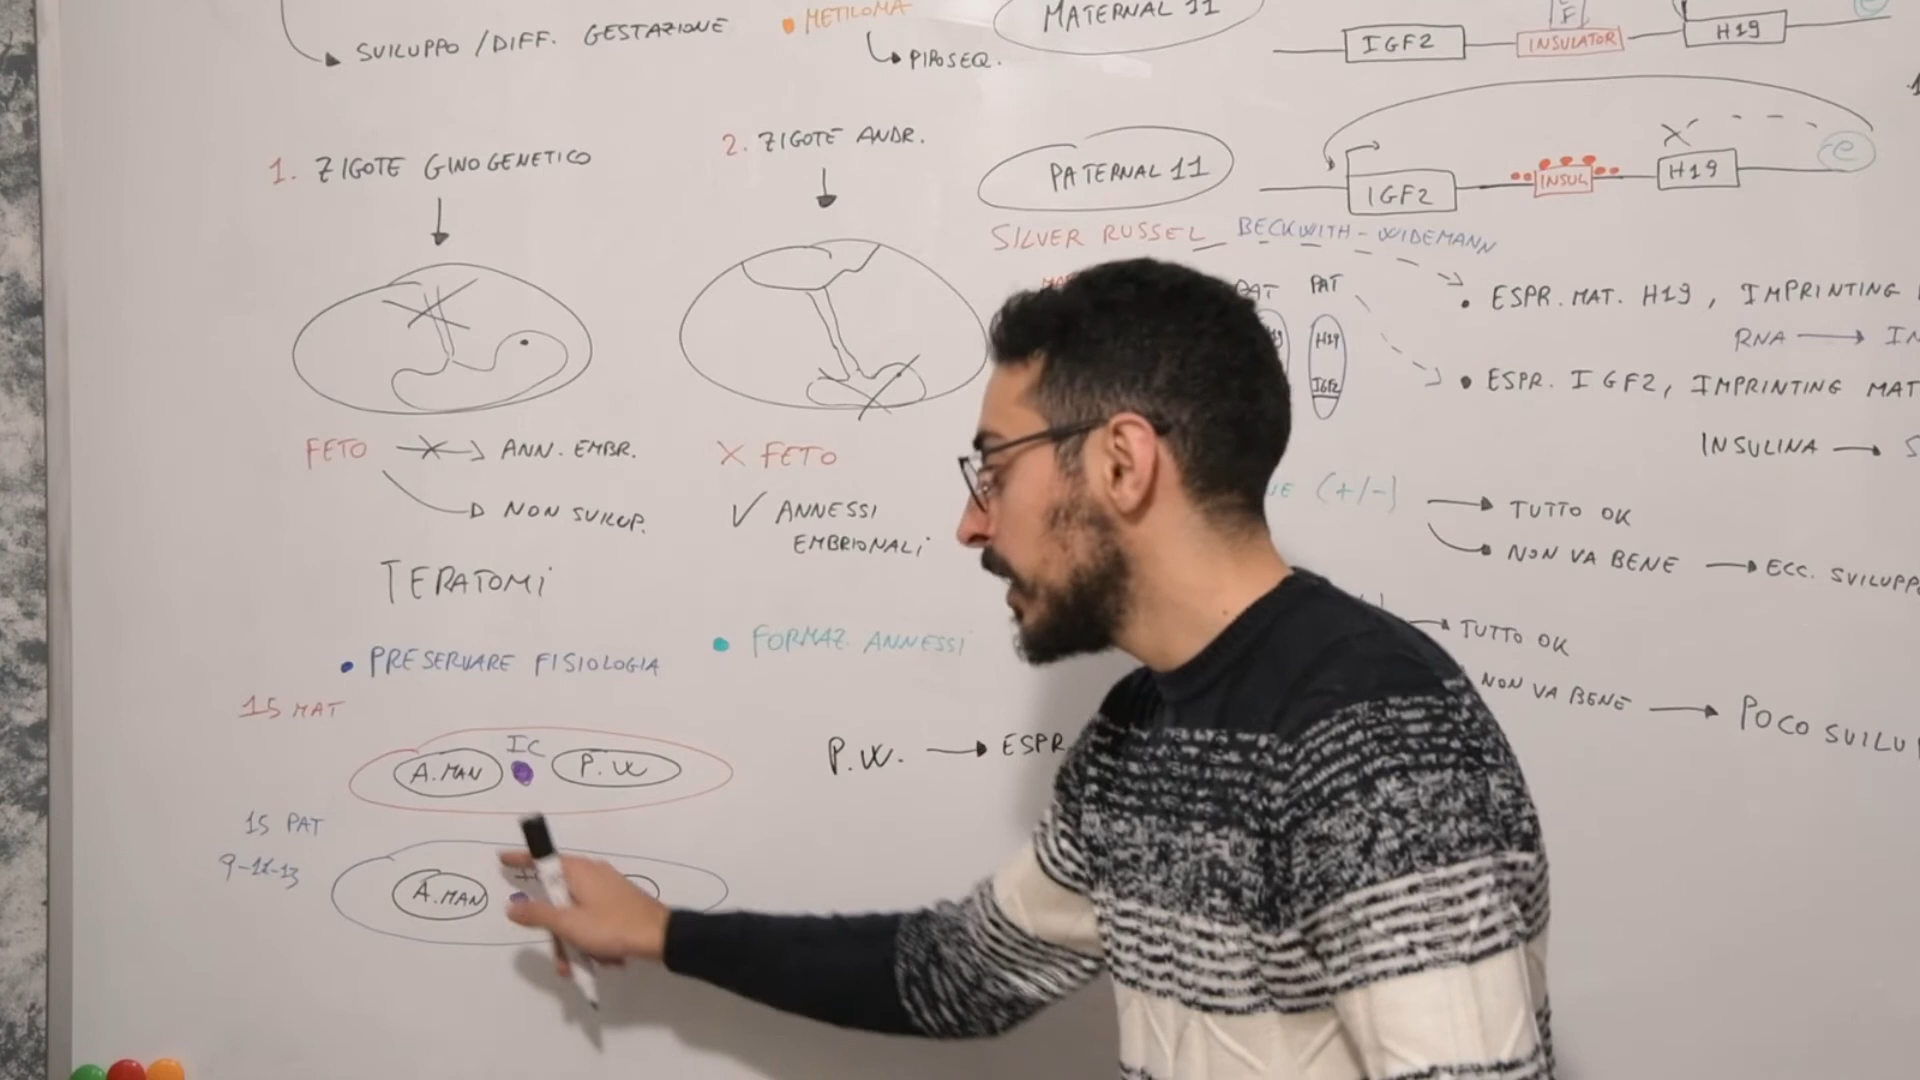 SVILUPPO / DIFF. GESTAZIONE
• METILOMA
PIROSEQ.
MATERNAL 11
IGF2
INSULATOR
H19
F
e
1. ZIGOTE GINOGENETICO
2. ZIGOTE ANDR.
PATERNAL 11
IGF2
INSUL
H19
e
SILVER RUSSEL
BECKWITH - WIDEMANN
PAT
PAT
H19
IGF2
• ESPR. MAT. H19, IMPRINTING
RNA
• ESPR. IGF2, IMPRINTING MAT
INSULINA
FETO
ANN. EMBR.
NON SVILUP.
X FETO
✓ ANNESSI
EMBRIONALI
(+/-)
TUTTO OK
NON VA BENE
ECC. SVILUPPO
TERATOMI
• PRESERVARE FISIOLOGIA
• FORMAZ. ANNESSI
TUTTO OK
NON VA BENE
POCO SVILU
15 MAT
A.MAN
IC
P.W
P.W.
ESPR
15 PAT
9-11-13
A.MAN